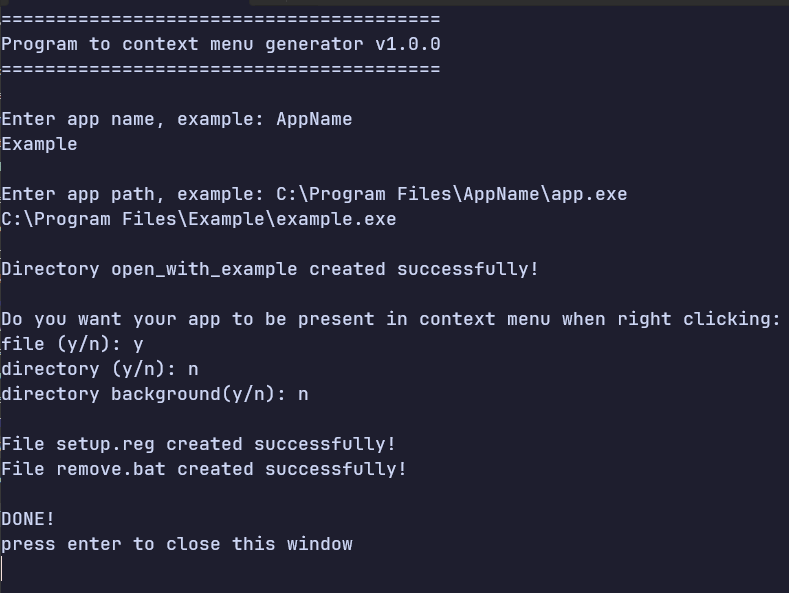 ========================================
Program to context menu generator v1.0.0
========================================
Enter app name, example: AppName
Example
Enter app path, example: C:\Program Files\AppName\app.exe
C:\Program Files\Example\example.exe
Directory open_with_example created successfully!
Do you want your app to be present in context menu when right clicking:
file (y/n): y
directory (y/n): n
directory background(y/n): n
File setup.reg created successfully!
File remove.bat created successfully!
DONE!
press enter to close this window